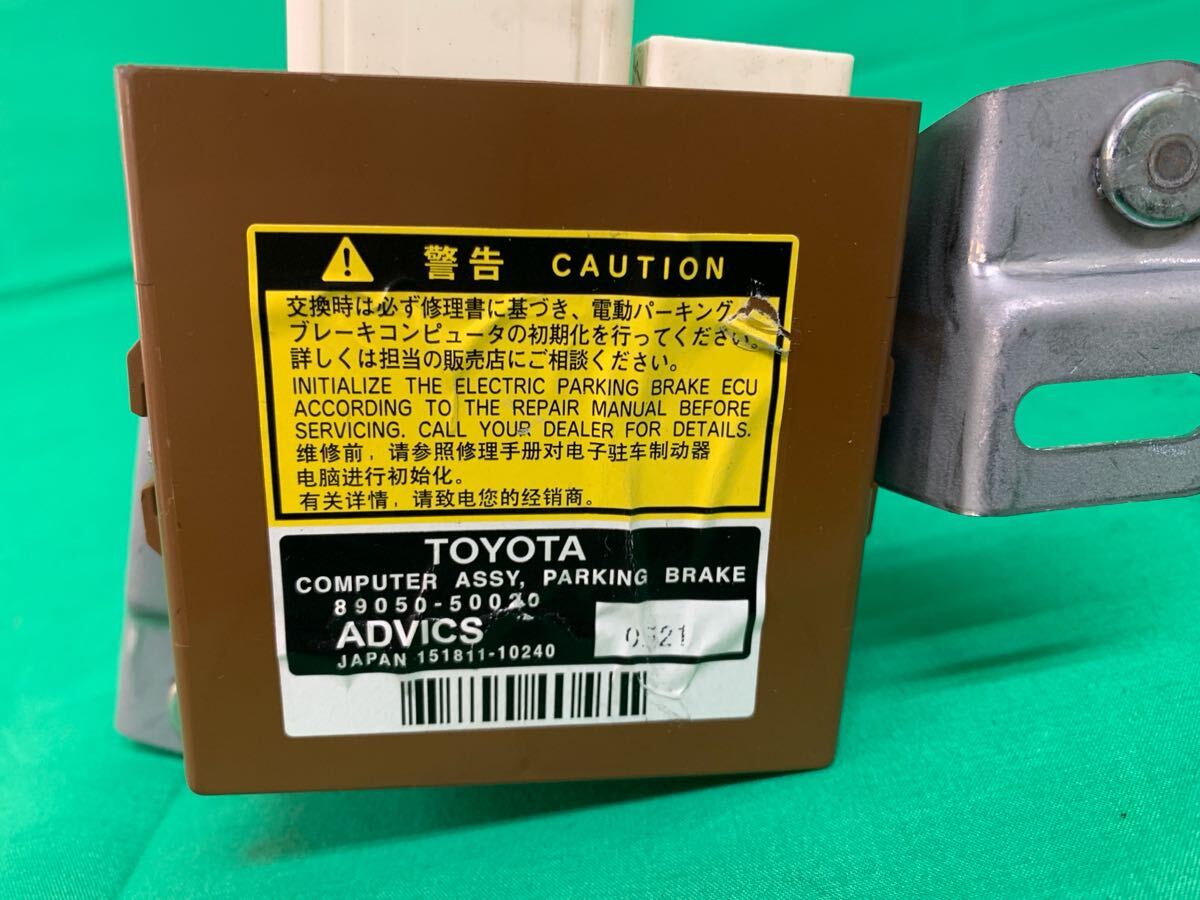 警告 CAUTION
交換時は必ず修理書に基づき、電動パーキング
ブレーキコンピュータの初期化を行ってください。
詳しくは担当の販売店にご相談ください。
INITIALIZE THE ELECTRIC PARKING BRAKE ECU
ACCORDING TO THE REPAIR MANUAL BEFORE
SERVICING. CALL YOUR DEALER FOR DETAILS.
维修前，请参照修理手册对电子驻车制动器
电脑进行初始化。
有关详情，请致电您的经销商。
TOYOTA
COMPUTER ASSY, PARKING BRAKE
89050-50020
ADVICS
JAPAN 151811-10240